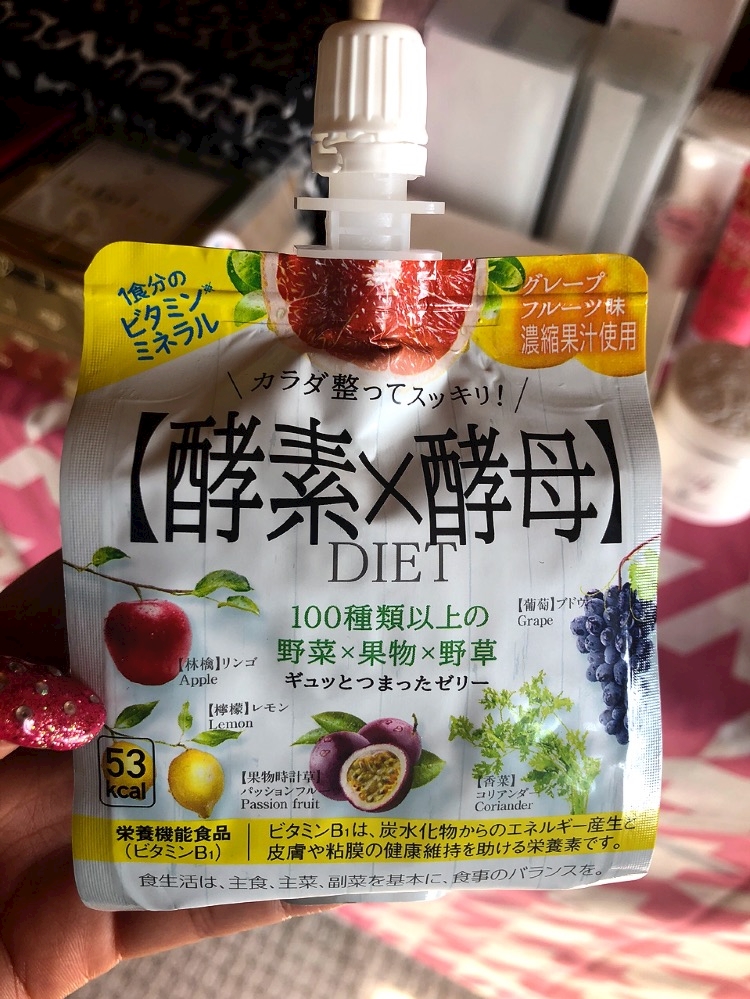 1食分の
ビタミン※
ミネラル
グレープ
フルーツ味
濃縮果汁使用
\ カラダ整ってスッキリ! /
【酵素×酵母】
DIET
100種類以上の
野菜×果物×野草
ギュッとつまったゼリー
【葡萄】ブドウ
Grape
【林檎】リンゴ
Apple
【檸檬】レモン
Lemon
53
kcal
【果物時計草】
パッションフル
Passion fruit
【香菜】
コリアンダー
Coriander
栄養機能食品
(ビタミンB1)
ビタミンB1は、炭水化物からのエネルギー産生と
皮膚や粘膜の健康維持を助ける栄養素です。
食生活は、主食、主菜、副菜を基本に、食事のバランスを。